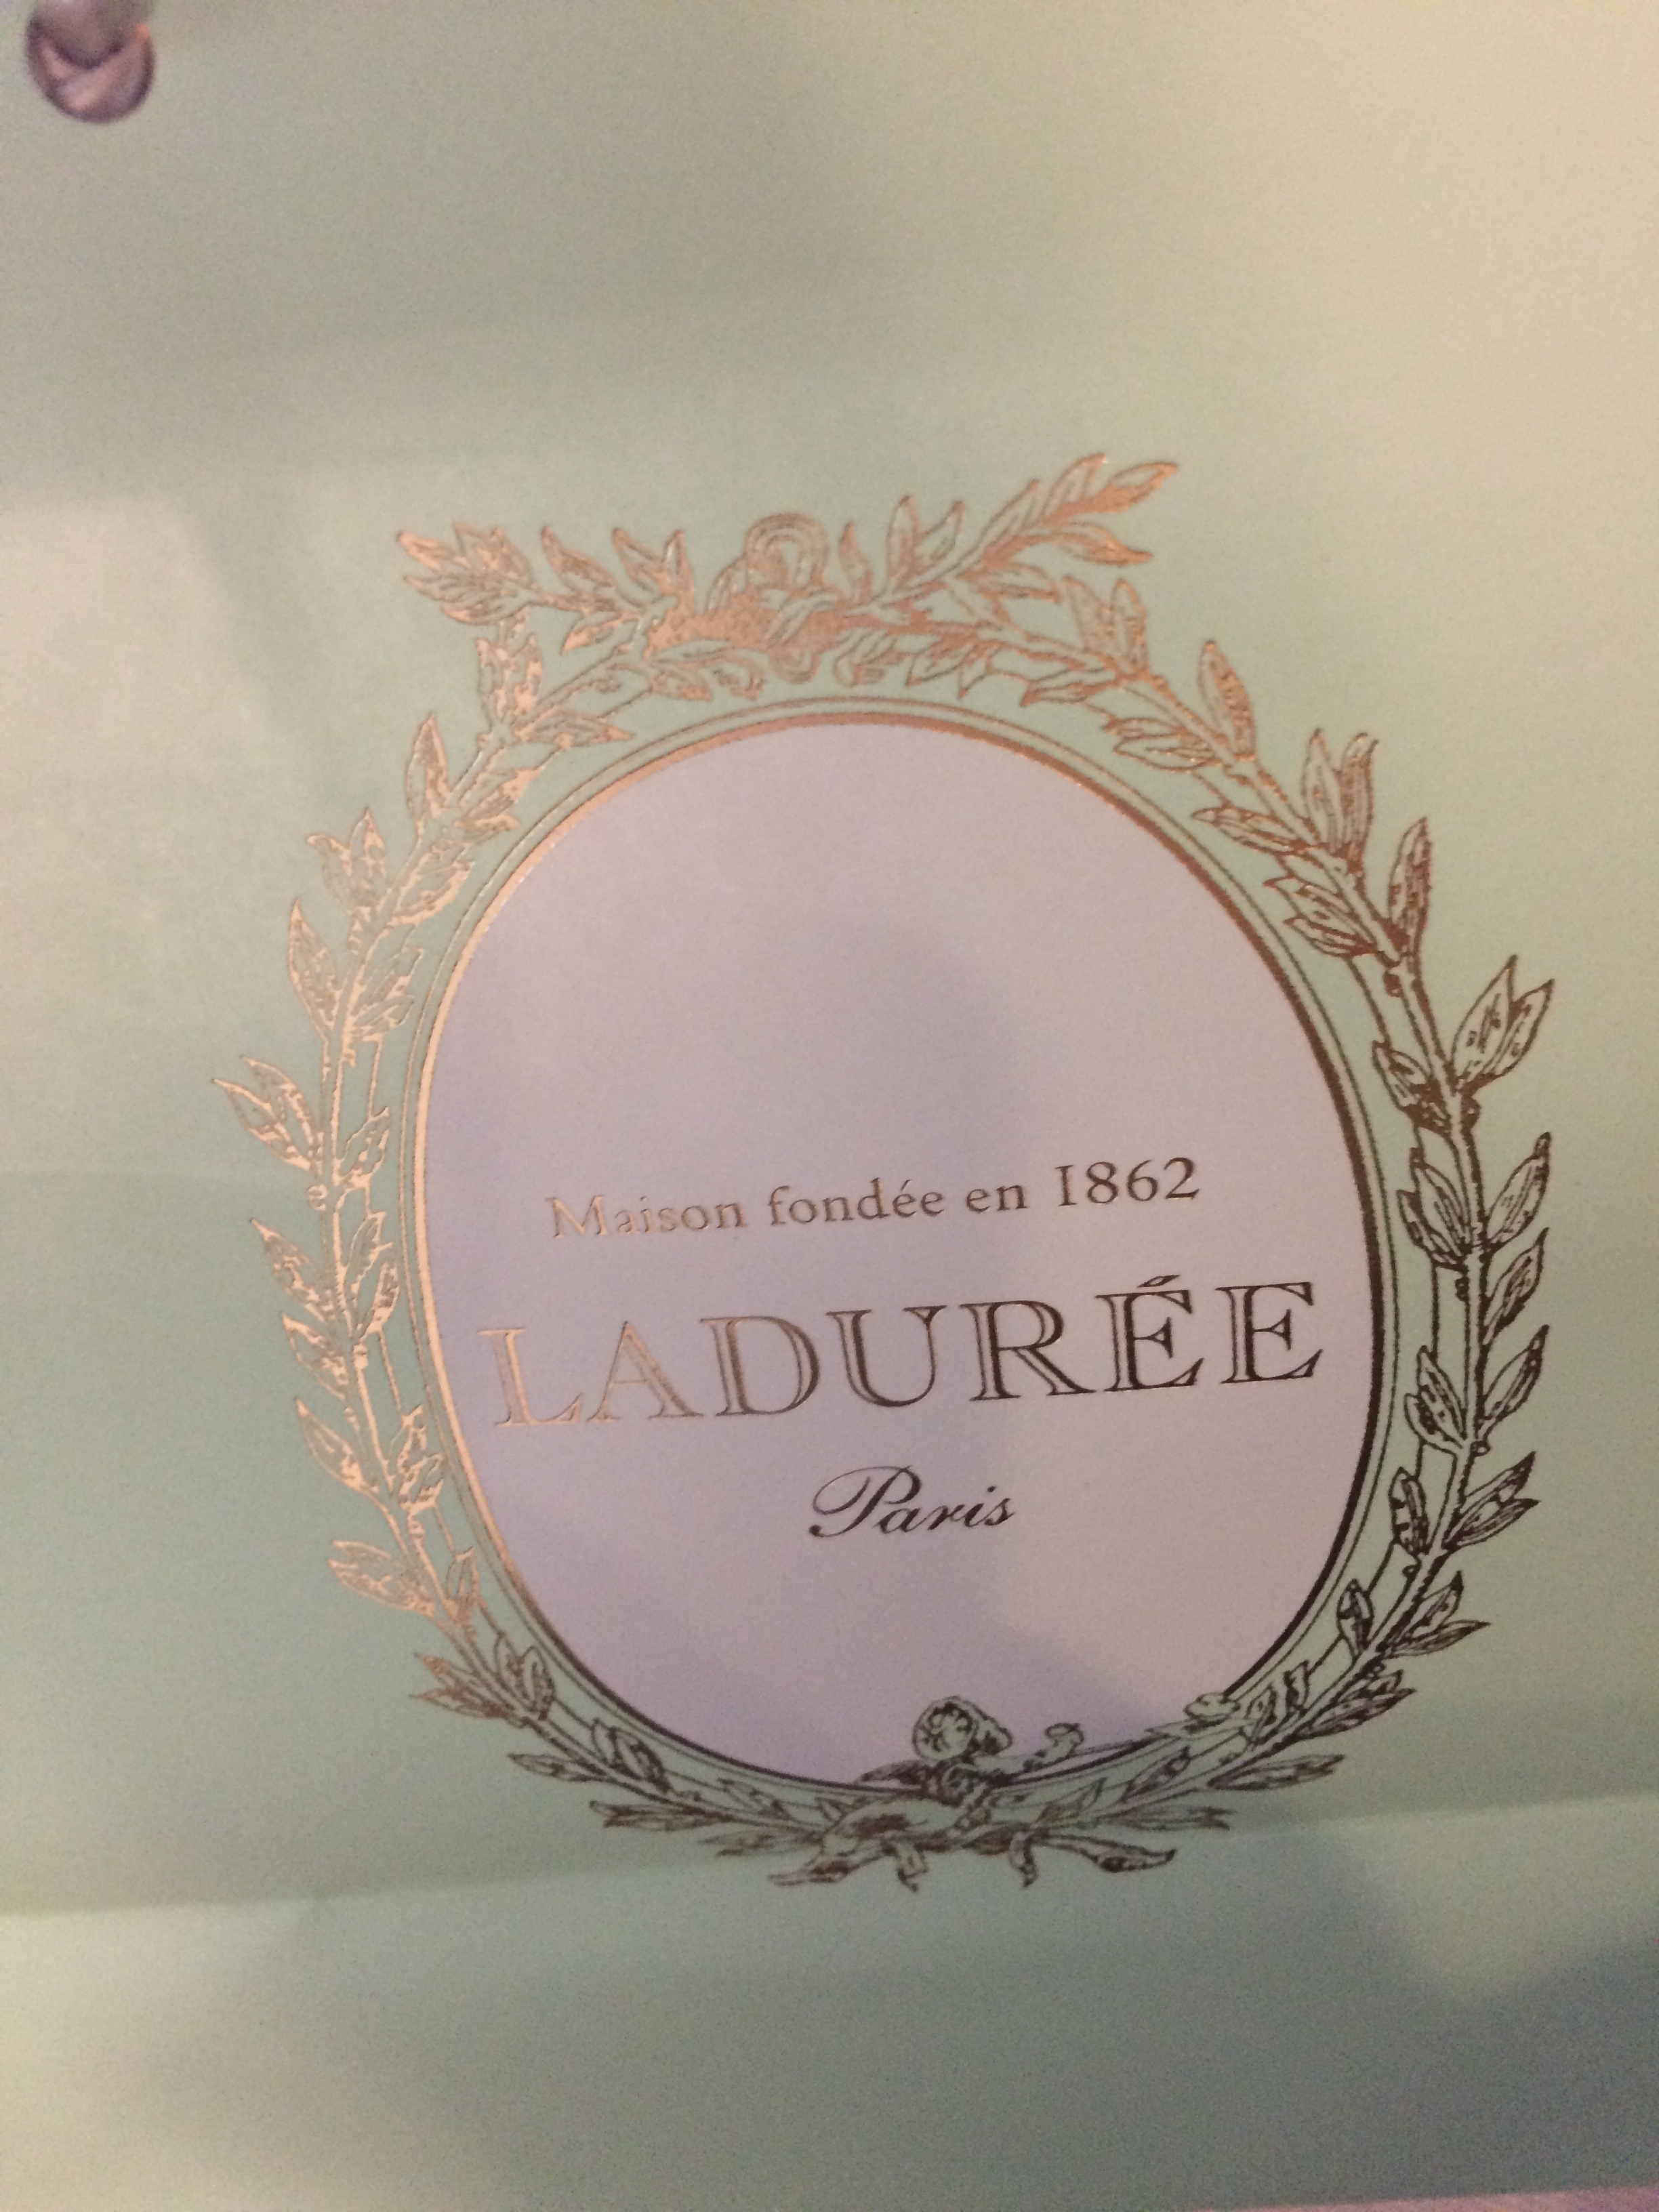 Maison fondée en 1862
LADURÉE
Paris